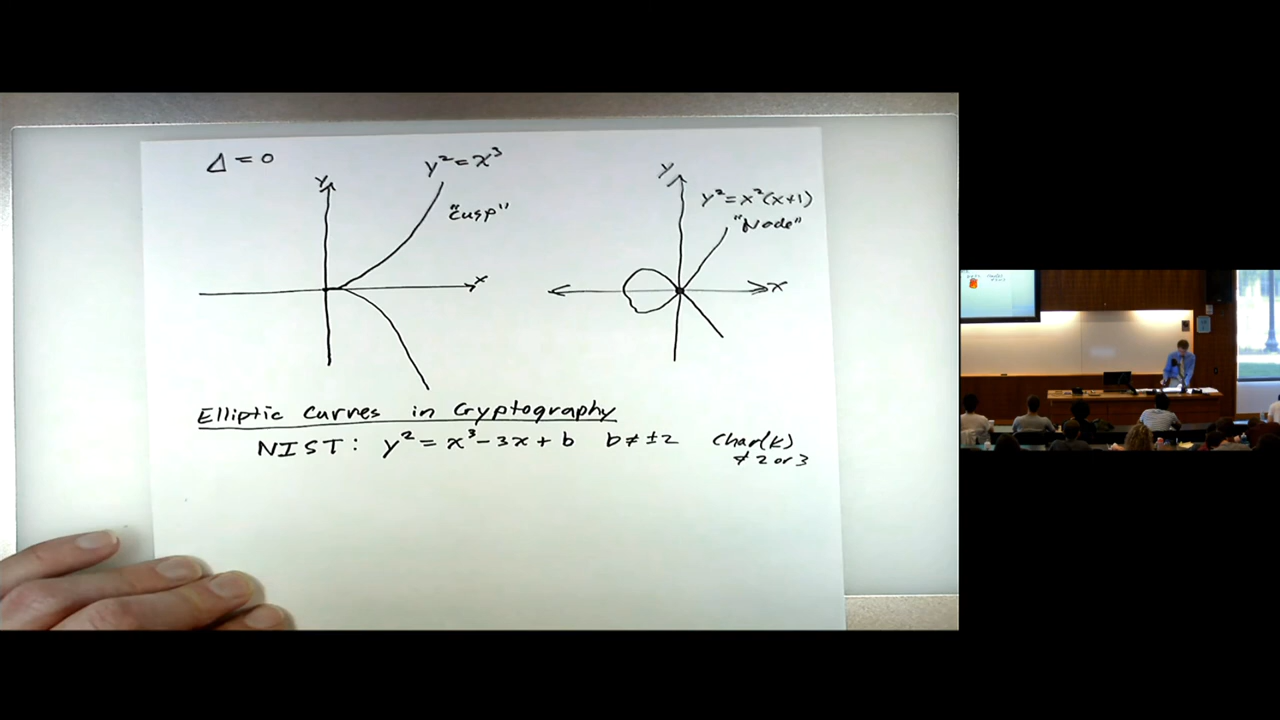 Δ = 0
y² = x³
"Cusp"
y
x
y
y² = x²(x+1)
"Node"
x
Elliptic Curves in Cryptography
NIST: y² = x³ - 3x + b b ≠ ±2 Char(K)
≠ 2 or 3